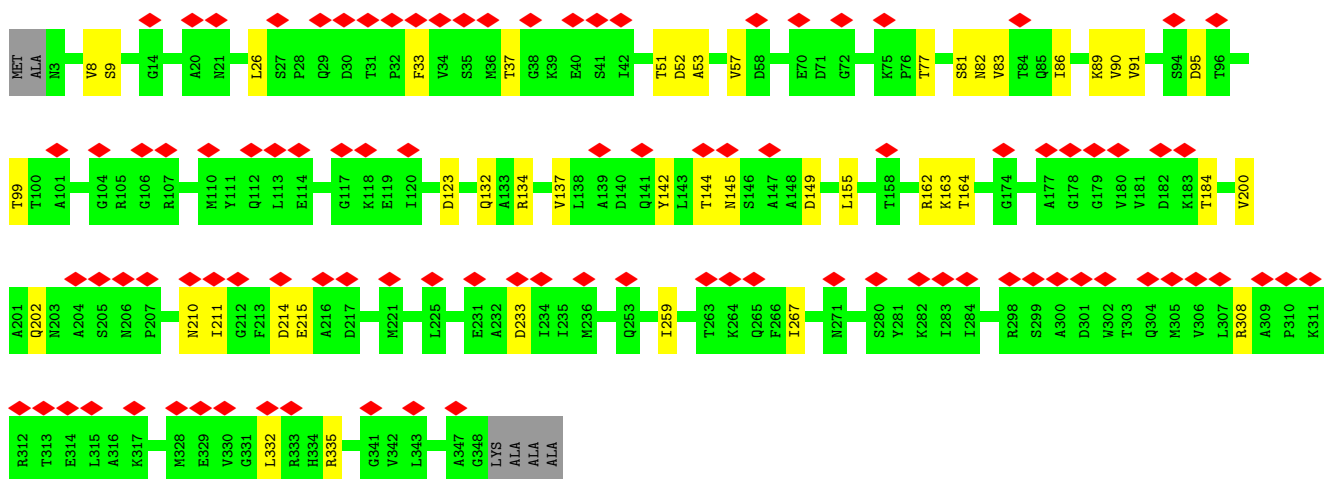 MET ALA N3 V8 S9 G14 A20 N21 L26 S27 P28 Q29 D30 T31 P32 F33 V34 S35 M36 T37 G38 K39 E40 S41 I42 T51 D52 A53 V57 D58 E70 D71 G72 K75 P76 T77 S81 N82 V83 T84 Q85 I86 K89 V90 V91 S94 D95 T96
T99 T100 A101 G104 R105 G106 R107 M110 Y111 Q112 L113 E114 G117 K118 E119 I120 D123 Q132 A133 R134 V137 L138 A139 D140 Q141 Y142 L143 T144 N145 S146 A147 A148 D149 L155 T158 R162 K163 T164 G174 A177 G178 G179 V180 V181 D182 K183 T184 V200
A201 Q202 N203 A204 S205 N206 P207 N210 I211 G212 F213 D214 E215 A216 D217 M221 L225 E231 A232 D233 I234 I235 M236 Q253 I259 T263 K264 Q265 F266 I267 N271 S280 Y281 K282 I283 I284 R298 S299 A300 D301 W302 T303 Q304 M305 V306 L307 R308 A309 P310 K311
R312 T313 E314 L315 A316 K317 M328 E329 V330 G331 L332 R333 H334 R335 G341 V342 L343 A347 G348 LYS ALA ALA ALA